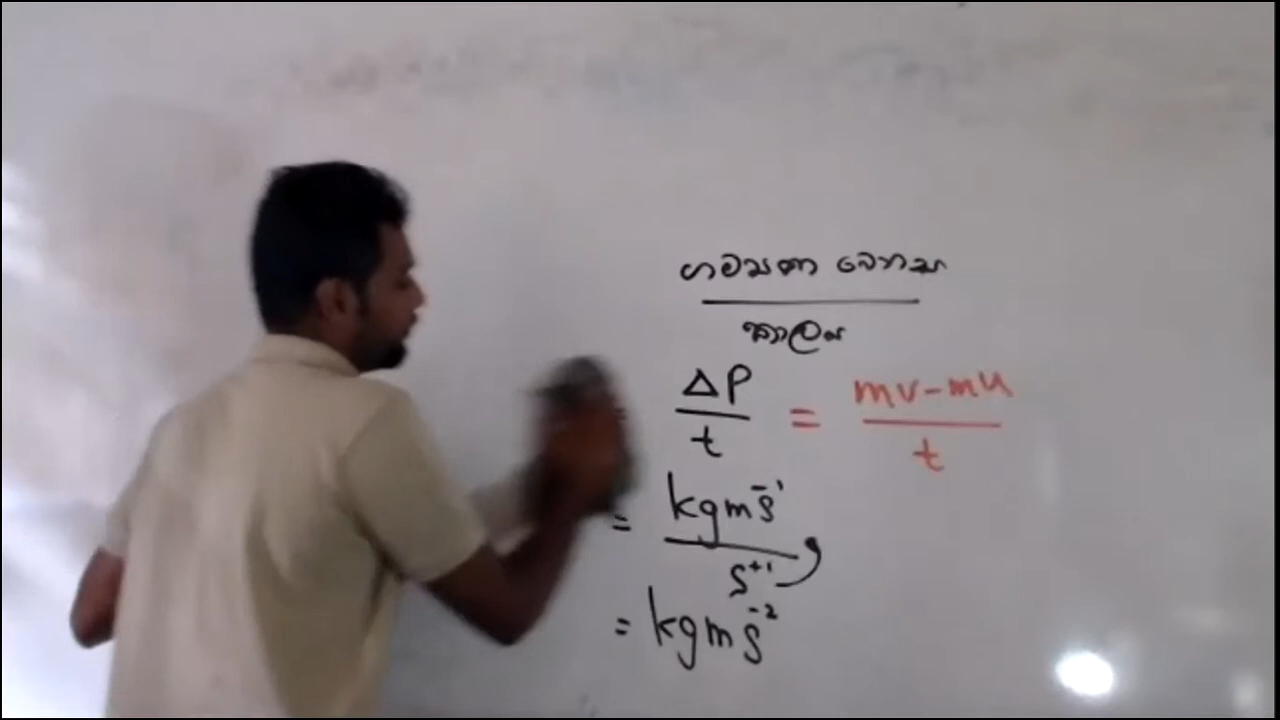 ගම්‍යතා වෙනස
කාලය
ΔP/t = mv-mu/t
= kgms⁻¹/s⁺¹
= kgms⁻²